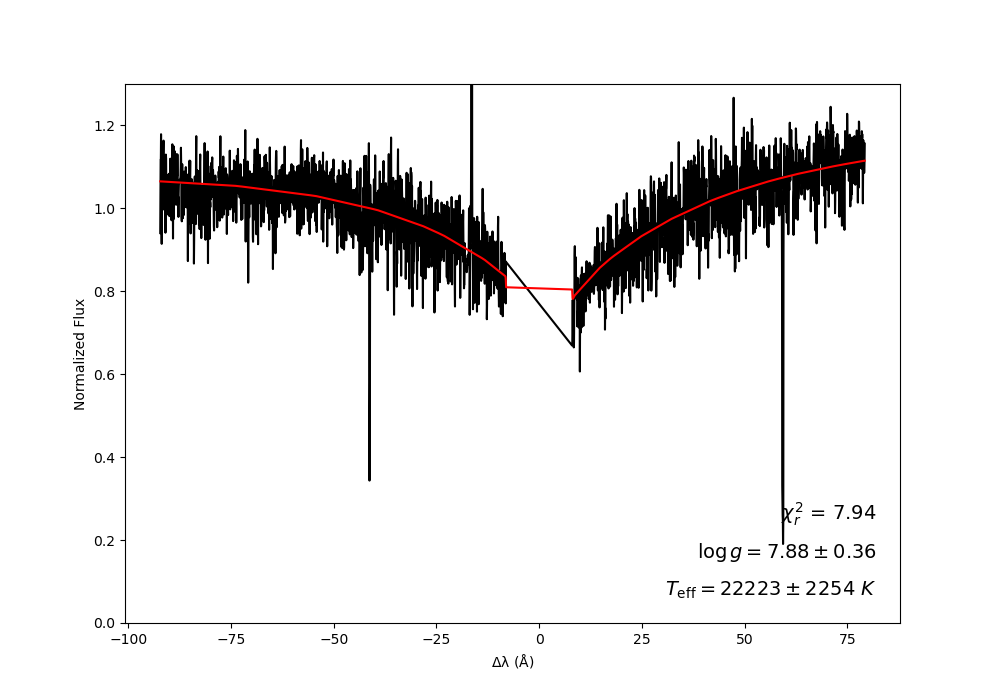 1.2
1.0
0.8
0.6
0.4
0.2
0.0
Normalized Flux
χ²ᵣ = 7.94
log g = 7.88 ± 0.36
T_eff = 22223 ± 2254 K
−100 −75 −50 −25 0 25 50 75
Δλ (Å)